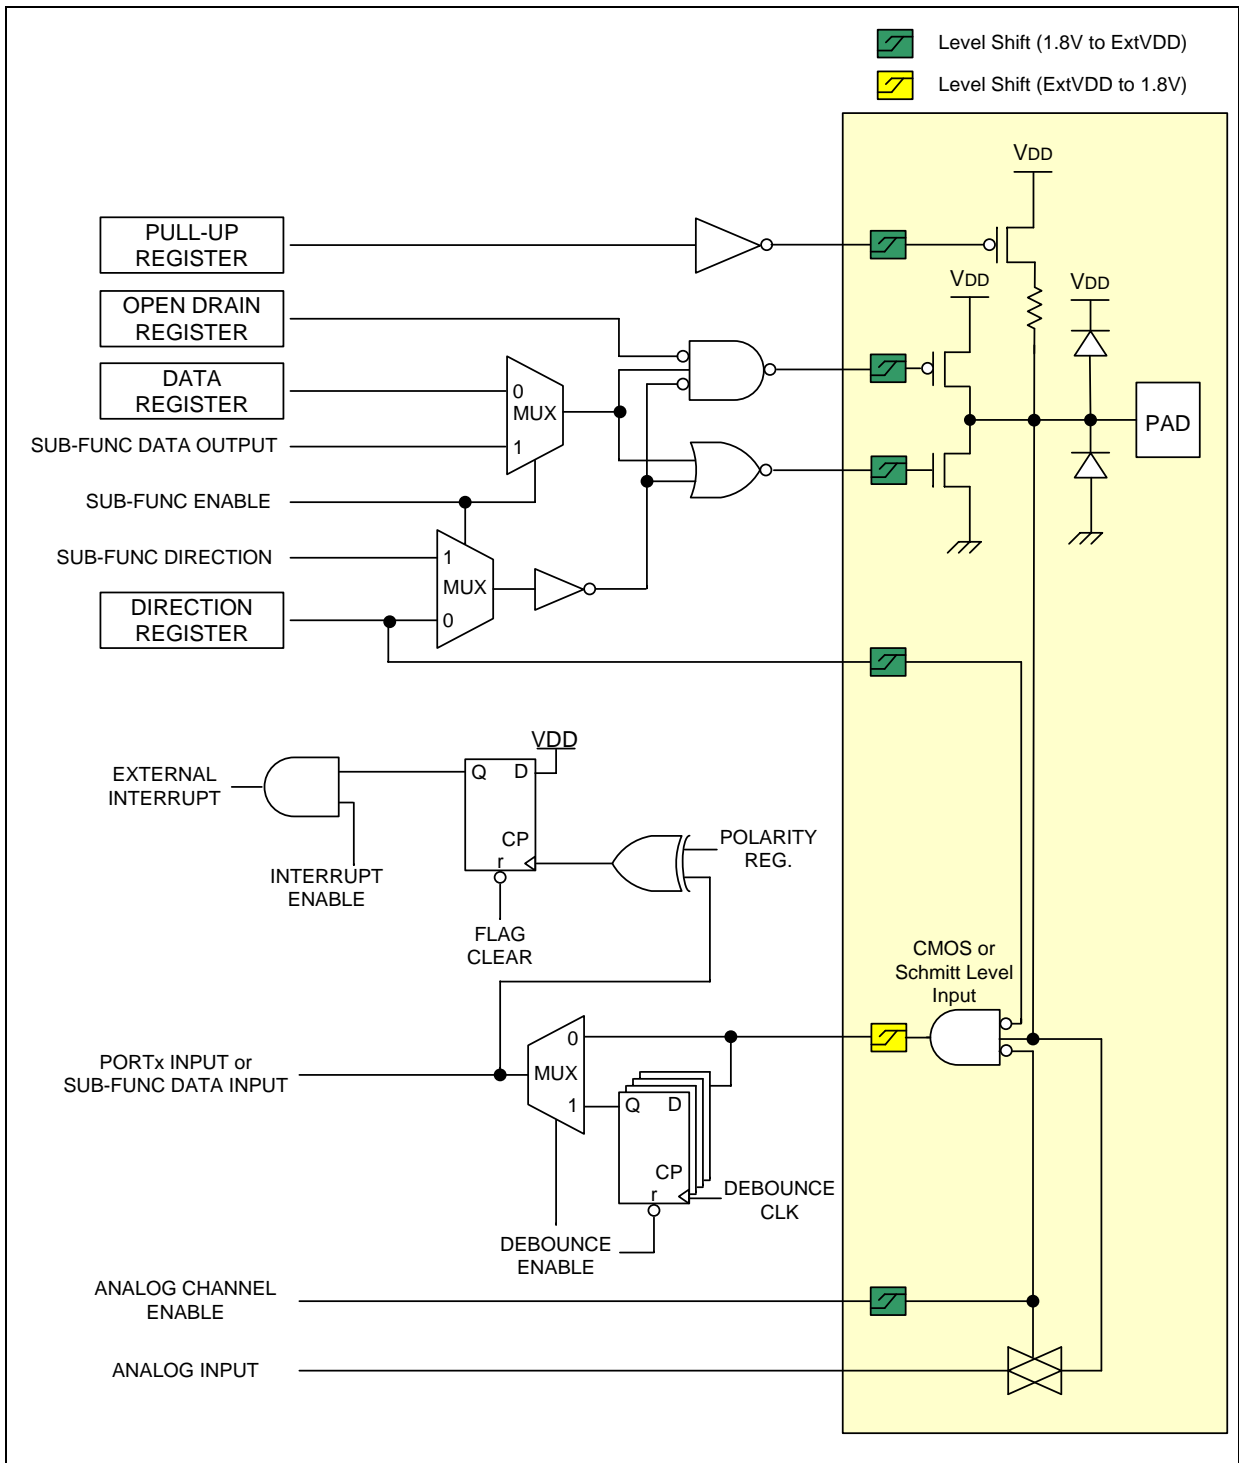 Level Shift (1.8V to ExtVDD)
Level Shift (ExtVDD to 1.8V)
VDD
PULL-UP
REGISTER
VDD
VDD
OPEN DRAIN
REGISTER
DATA
REGISTER
0
MUX
1
PAD
SUB-FUNC DATA OUTPUT
SUB-FUNC ENABLE
SUB-FUNC DIRECTION
1
MUX
0
DIRECTION
REGISTER
VDD
Q D
CP
r
EXTERNAL
INTERRUPT
POLARITY
REG.
INTERRUPT
ENABLE
FLAG
CLEAR
CMOS or
Schmitt Level
Input
0
MUX
1
PORTx INPUT or
SUB-FUNC DATA INPUT
Q D
CP
r
DEBOUNCE
CLK
DEBOUNCE
ENABLE
ANALOG CHANNEL
ENABLE
ANALOG INPUT